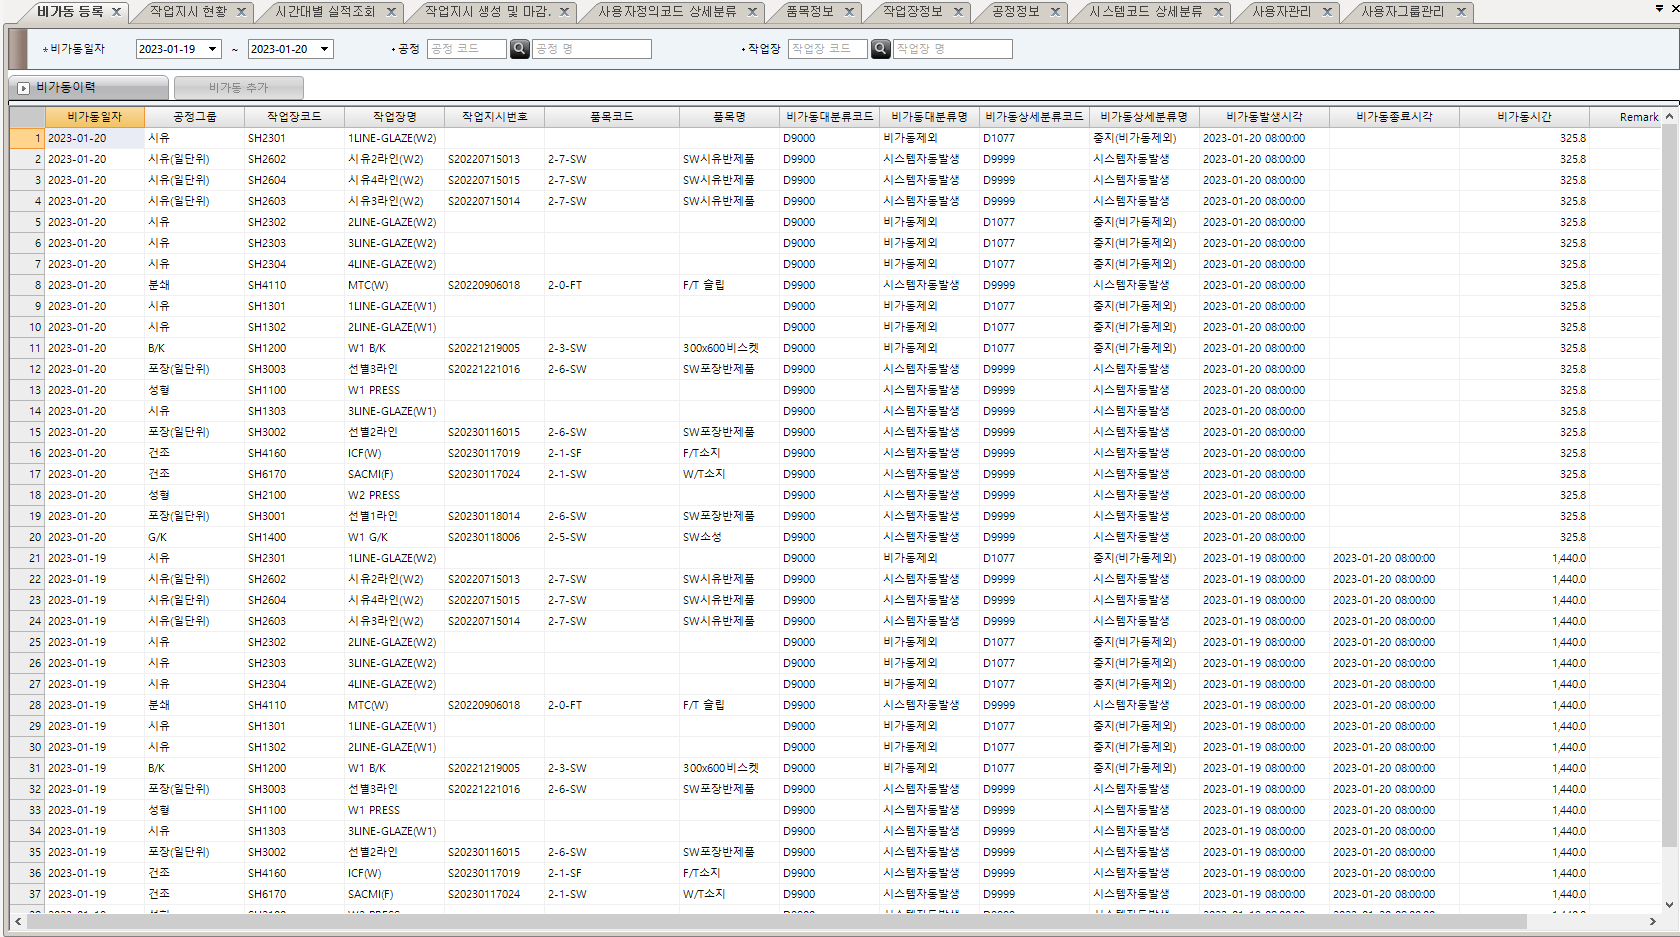 비가동 등록 작업지시 현황 시간대별 실적조회 작업지시 생성 및 마감. 사용자정의코드 상세분류 품목정보 작업장정보 공정정보 시스템코드 상세분류 사용자관리 사용자그룹관리
*비가동일자 2023-01-19 ~ 2023-01-20 • 공정 공정 코드 공정 명 • 작업장 작업장 코드 작업장 명
비가동이력 비가동 추가
비가동일자 공정그룹 작업장코드 작업장명 작업지시번호 품목코드 품목명 비가동대분류코드 비가동대분류명 비가동상세분류코드 비가동상세분류명 비가동발생시각 비가동종료시각 비가동시간 Remark
1 2023-01-20 시유 SH2301 1LINE-GLAZE(W2) D9000 비가동제외 D1077 중지(비가동제외) 2023-01-20 08:00:00 325.8
2 2023-01-20 시유(일단위) SH2602 시유2라인(W2) S20220715013 2-7-SW SW시유반제품 D9900 시스템자동발생 D9999 시스템자동발생 2023-01-20 08:00:00 325.8
3 2023-01-20 시유(일단위) SH2604 시유4라인(W2) S20220715015 2-7-SW SW시유반제품 D9900 시스템자동발생 D9999 시스템자동발생 2023-01-20 08:00:00 325.8
4 2023-01-20 시유(일단위) SH2603 시유3라인(W2) S20220715014 2-7-SW SW시유반제품 D9900 시스템자동발생 D9999 시스템자동발생 2023-01-20 08:00:00 325.8
5 2023-01-20 시유 SH2302 2LINE-GLAZE(W2) D9000 비가동제외 D1077 중지(비가동제외) 2023-01-20 08:00:00 325.8
6 2023-01-20 시유 SH2303 3LINE-GLAZE(W2) D9000 비가동제외 D1077 중지(비가동제외) 2023-01-20 08:00:00 325.8
7 2023-01-20 시유 SH2304 4LINE-GLAZE(W2) D9000 비가동제외 D1077 중지(비가동제외) 2023-01-20 08:00:00 325.8
8 2023-01-20 분쇄 SH4110 MTC(W) S20220906018 2-0-FT F/T 슬립 D9900 시스템자동발생 D9999 시스템자동발생 2023-01-20 08:00:00 325.8
9 2023-01-20 시유 SH1301 1LINE-GLAZE(W1) D9000 비가동제외 D1077 중지(비가동제외) 2023-01-20 08:00:00 325.8
10 2023-01-20 시유 SH1302 2LINE-GLAZE(W1) D9000 비가동제외 D1077 중지(비가동제외) 2023-01-20 08:00:00 325.8
11 2023-01-20 B/K SH1200 W1 B/K S20221219005 2-3-SW 300x600비스켓 D9000 비가동제외 D1077 중지(비가동제외) 2023-01-20 08:00:00 325.8
12 2023-01-20 포장(일단위) SH3003 선별3라인 S20221221016 2-6-SW SW포장반제품 D9900 시스템자동발생 D9999 시스템자동발생 2023-01-20 08:00:00 325.8
13 2023-01-20 성형 SH1100 W1 PRESS D9900 시스템자동발생 D9999 시스템자동발생 2023-01-20 08:00:00 325.8
14 2023-01-20 시유 SH1303 3LINE-GLAZE(W1) D9900 시스템자동발생 D9999 시스템자동발생 2023-01-20 08:00:00 325.8
15 2023-01-20 포장(일단위) SH3002 선별2라인 S20230116015 2-6-SW SW포장반제품 D9900 시스템자동발생 D9999 시스템자동발생 2023-01-20 08:00:00 325.8
16 2023-01-20 건조 SH4160 ICF(W) S20230117019 2-1-SF F/T소지 D9900 시스템자동발생 D9999 시스템자동발생 2023-01-20 08:00:00 325.8
17 2023-01-20 건조 SH6170 SACMI(F) S20230117024 2-1-SW W/T소지 D9900 시스템자동발생 D9999 시스템자동발생 2023-01-20 08:00:00 325.8
18 2023-01-20 성형 SH2100 W2 PRESS D9900 시스템자동발생 D9999 시스템자동발생 2023-01-20 08:00:00 325.8
19 2023-01-20 포장(일단위) SH3001 선별1라인 S20230118014 2-6-SW SW포장반제품 D9900 시스템자동발생 D9999 시스템자동발생 2023-01-20 08:00:00 325.8
20 2023-01-20 G/K SH1400 W1 G/K S20230118006 2-5-SW SW소성 D9900 시스템자동발생 D9999 시스템자동발생 2023-01-20 08:00:00 325.8
21 2023-01-19 시유 SH2301 1LINE-GLAZE(W2) D9000 비가동제외 D1077 중지(비가동제외) 2023-01-19 08:00:00 2023-01-20 08:00:00 1,440.0
22 2023-01-19 시유(일단위) SH2602 시유2라인(W2) S20220715013 2-7-SW SW시유반제품 D9900 시스템자동발생 D9999 시스템자동발생 2023-01-19 08:00:00 2023-01-20 08:00:00 1,440.0
23 2023-01-19 시유(일단위) SH2604 시유4라인(W2) S20220715015 2-7-SW SW시유반제품 D9900 시스템자동발생 D9999 시스템자동발생 2023-01-19 08:00:00 2023-01-20 08:00:00 1,440.0
24 2023-01-19 시유(일단위) SH2603 시유3라인(W2) S20220715014 2-7-SW SW시유반제품 D9900 시스템자동발생 D9999 시스템자동발생 2023-01-19 08:00:00 2023-01-20 08:00:00 1,440.0
25 2023-01-19 시유 SH2302 2LINE-GLAZE(W2) D9000 비가동제외 D1077 중지(비가동제외) 2023-01-19 08:00:00 2023-01-20 08:00:00 1,440.0
26 2023-01-19 시유 SH2303 3LINE-GLAZE(W2) D9000 비가동제외 D1077 중지(비가동제외) 2023-01-19 08:00:00 2023-01-20 08:00:00 1,440.0
27 2023-01-19 시유 SH2304 4LINE-GLAZE(W2) D9000 비가동제외 D1077 중지(비가동제외) 2023-01-19 08:00:00 2023-01-20 08:00:00 1,440.0
28 2023-01-19 분쇄 SH4110 MTC(W) S20220906018 2-0-FT F/T 슬립 D9900 시스템자동발생 D9999 시스템자동발생 2023-01-19 08:00:00 2023-01-20 08:00:00 1,440.0
29 2023-01-19 시유 SH1301 1LINE-GLAZE(W1) D9000 비가동제외 D1077 중지(비가동제외) 2023-01-19 08:00:00 2023-01-20 08:00:00 1,440.0
30 2023-01-19 시유 SH1302 2LINE-GLAZE(W1) D9000 비가동제외 D1077 중지(비가동제외) 2023-01-19 08:00:00 2023-01-20 08:00:00 1,440.0
31 2023-01-19 B/K SH1200 W1 B/K S20221219005 2-3-SW 300x600비스켓 D9000 비가동제외 D1077 중지(비가동제외) 2023-01-19 08:00:00 2023-01-20 08:00:00 1,440.0
32 2023-01-19 포장(일단위) SH3003 선별3라인 S20221221016 2-6-SW SW포장반제품 D9900 시스템자동발생 D9999 시스템자동발생 2023-01-19 08:00:00 2023-01-20 08:00:00 1,440.0
33 2023-01-19 성형 SH1100 W1 PRESS D9900 시스템자동발생 D9999 시스템자동발생 2023-01-19 08:00:00 2023-01-20 08:00:00 1,440.0
34 2023-01-19 시유 SH1303 3LINE-GLAZE(W1) D9900 시스템자동발생 D9999 시스템자동발생 2023-01-19 08:00:00 2023-01-20 08:00:00 1,440.0
35 2023-01-19 포장(일단위) SH3002 선별2라인 S20230116015 2-6-SW SW포장반제품 D9900 시스템자동발생 D9999 시스템자동발생 2023-01-19 08:00:00 2023-01-20 08:00:00 1,440.0
36 2023-01-19 건조 SH4160 ICF(W) S20230117019 2-1-SF F/T소지 D9900 시스템자동발생 D9999 시스템자동발생 2023-01-19 08:00:00 2023-01-20 08:00:00 1,440.0
37 2023-01-19 건조 SH6170 SACMI(F) S20230117024 2-1-SW W/T소지 D9900 시스템자동발생 D9999 시스템자동발생 2023-01-19 08:00:00 2023-01-20 08:00:00 1,440.0